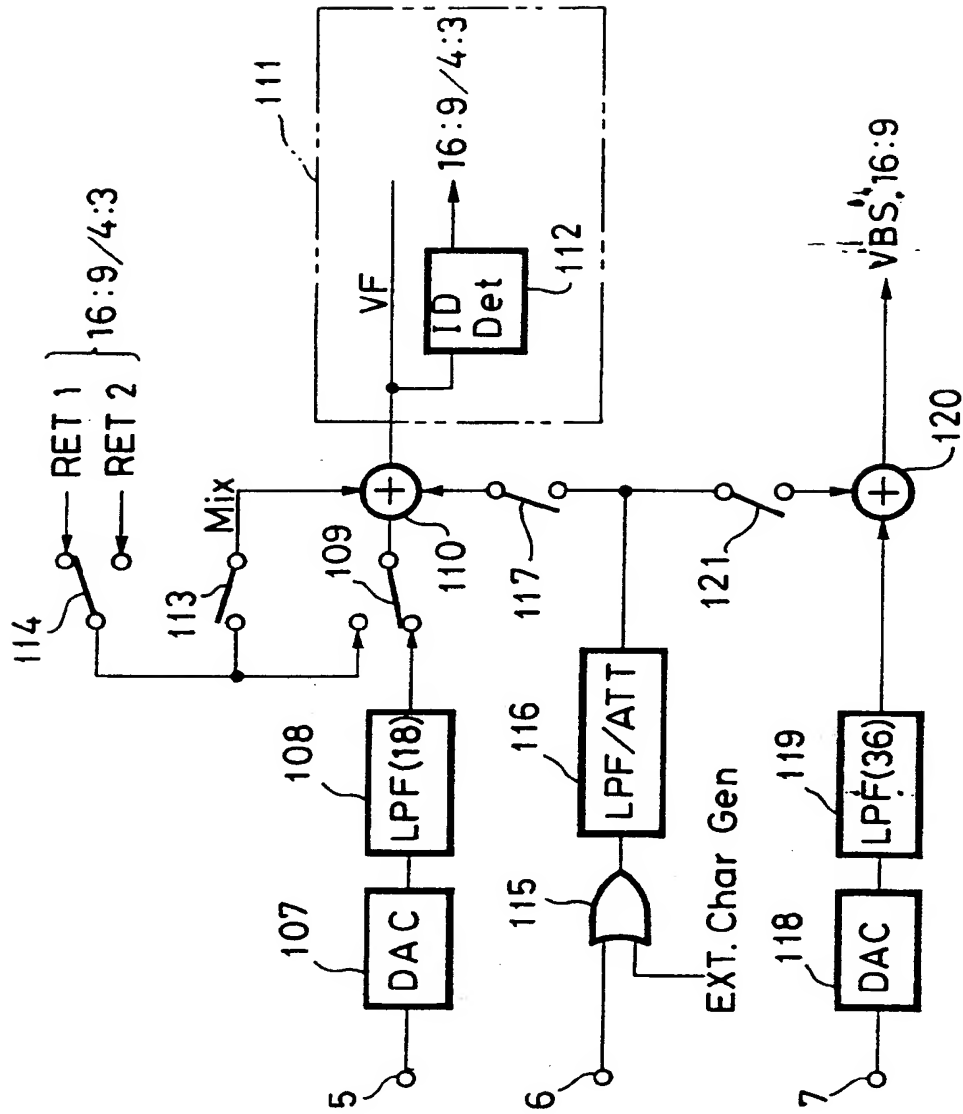 RET 1
RET 2
16:9/4:3
114
113
Mix
109
110
111
VF
ID
Det
16:9/4:3
112
5
107
DAC
108
LPF(18)
117
6
115
EXT. Char Gen
116
LPF/ATT
121
7
118
DAC
119
LPF(36)
120
VBS. 16:9